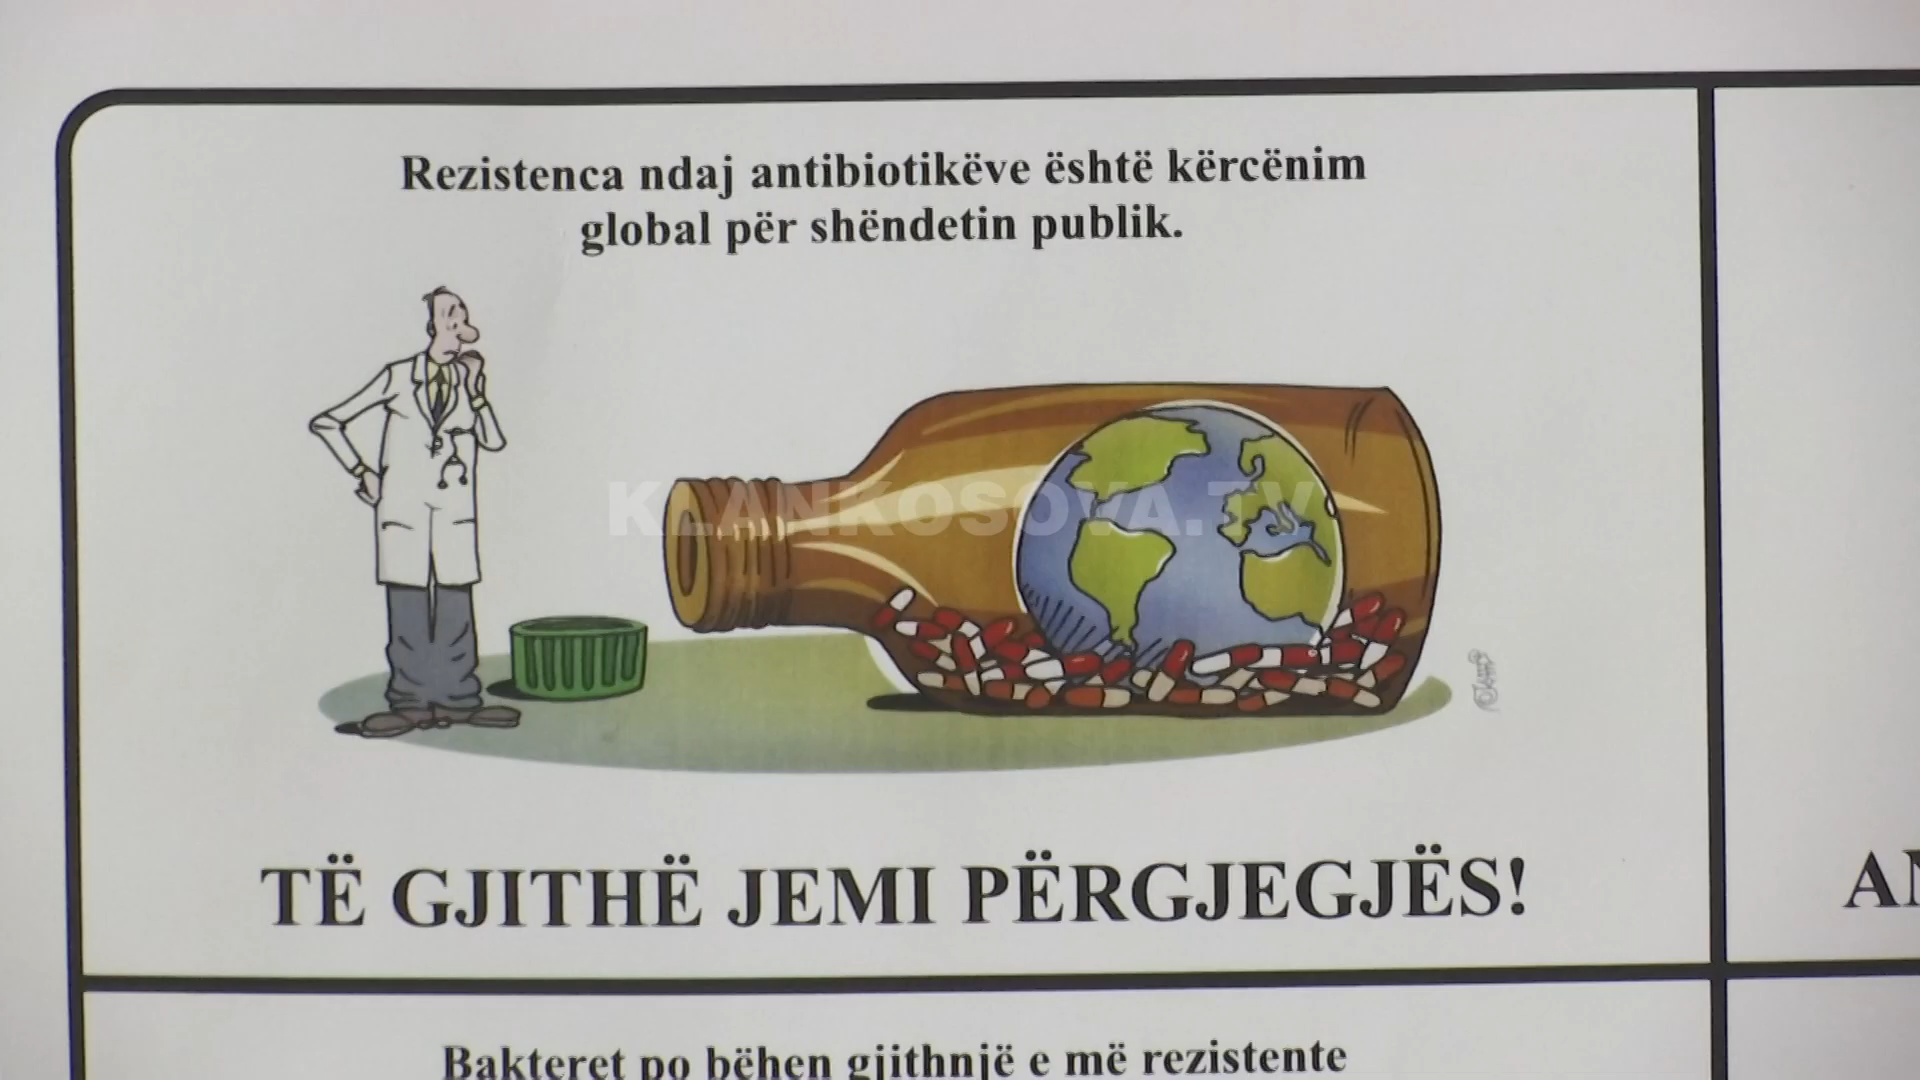 Rezistenca ndaj antibiotikëve është kërcënim
global për shëndetin publik.
KLANKOSOVA.TV
TË GJITHË JEMI PËRGJEGJËS!
Bakteret po bëhen gjithnjë e më rezistente